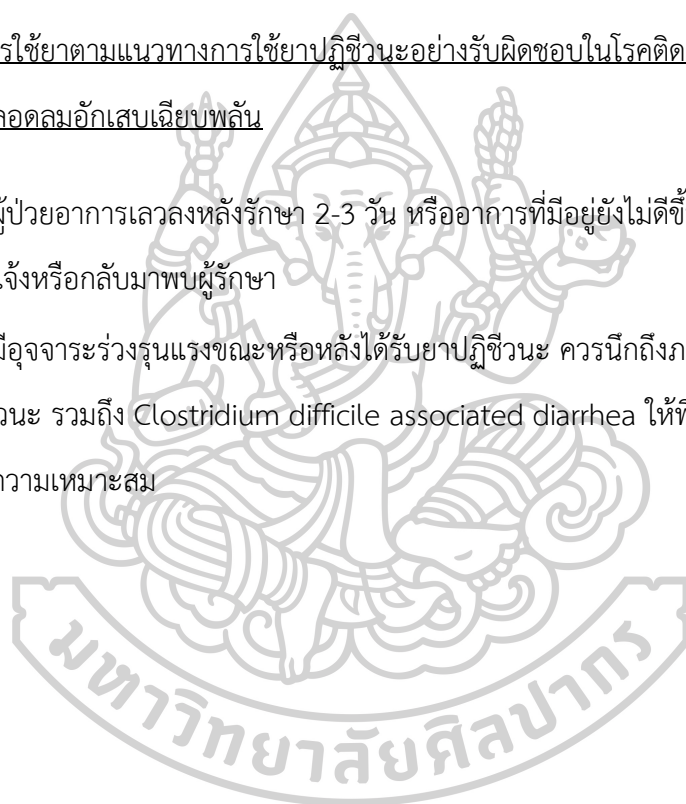 รใช้ยาตามแนวทางการใช้ยาปฏิชีวนะอย่างรับผิดชอบในโรคติด
ลอดลมอักเสบเฉียบพลัน
ผู้ป่วยอาการเลวลงหลังรักษา 2-3 วัน หรืออาการที่มีอยู่ยังไม่ดีขึ้
แจ้งหรือกลับมาพบผู้รักษา
มีอุจจาระร่วงรุนแรงขณะหรือหลังได้รับยาปฏิชีวนะ ควรนึกถึงภ
วนะ รวมถึง Clostridium difficile associated diarrhea ให้พิ
ความเหมาะสม
มหาวิทยาลัยศิลปากร